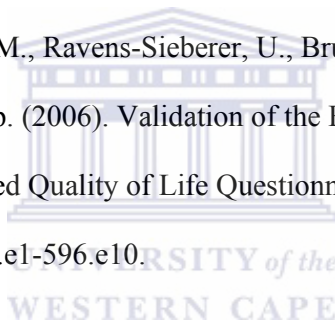 M., Ravens-Sieberer, U., Bru
o. (2006). Validation of the
ed Quality of Life Questionn
.e1-596.e10.
UNIVERSITY of the
WESTERN CAPE